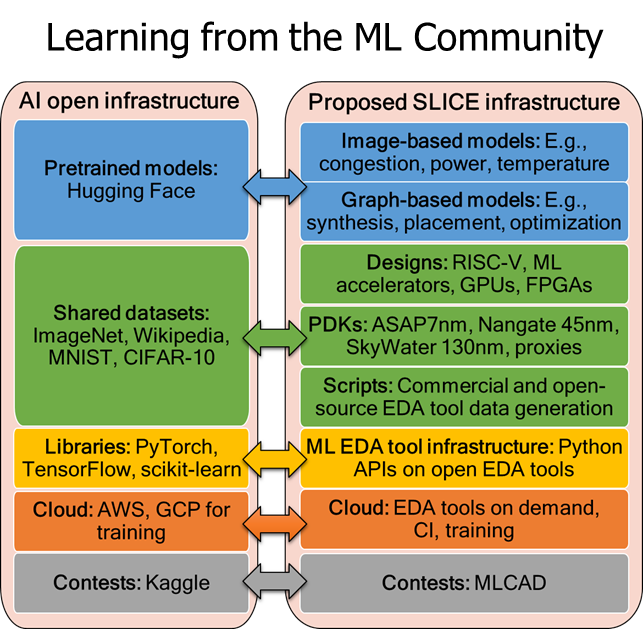 Learning from the ML Community
AI open infrastructure
Pretrained models:
Hugging Face
Shared datasets:
ImageNet, Wikipedia,
MNIST, CIFAR-10
Libraries: PyTorch,
TensorFlow, scikit-learn
Cloud: AWS, GCP for
training
Contests: Kaggle
Proposed SLICE infrastructure
Image-based models: E.g.,
congestion, power, temperature
Graph-based models: E.g.,
synthesis, placement, optimization
Designs: RISC-V, ML
accelerators, GPUs, FPGAs
PDKs: ASAP7nm, Nangate 45nm,
SkyWater 130nm, proxies
Scripts: Commercial and open-
source EDA tool data generation
ML EDA tool infrastructure: Python
APIs on open EDA tools
Cloud: EDA tools on demand,
CI, training
Contests: MLCAD